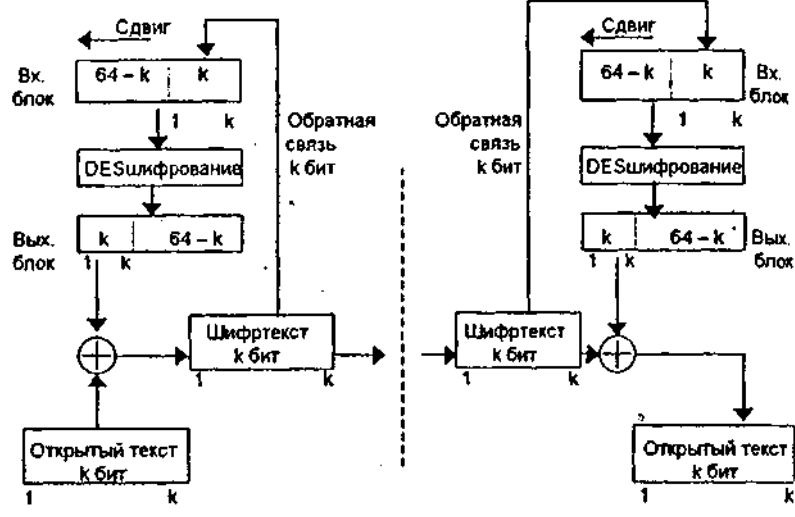 Сдвиг
64 – k k
Вх.
блок
1 k
Обратная
связь
k бит
DESшифрование
k 64 – k
Вых.
блок
1 k
Шифртекст
k бит
1 k
Открытый текст
k бит
1 k
Сдвиг
64 – k k
Вх.
блок
1 k
Обратная
связь
k бит
DESшифрование
k 64 – k
Вых.
блок
1 k
Шифртекст
k бит
1 k
Открытый текст
k бит
1 k